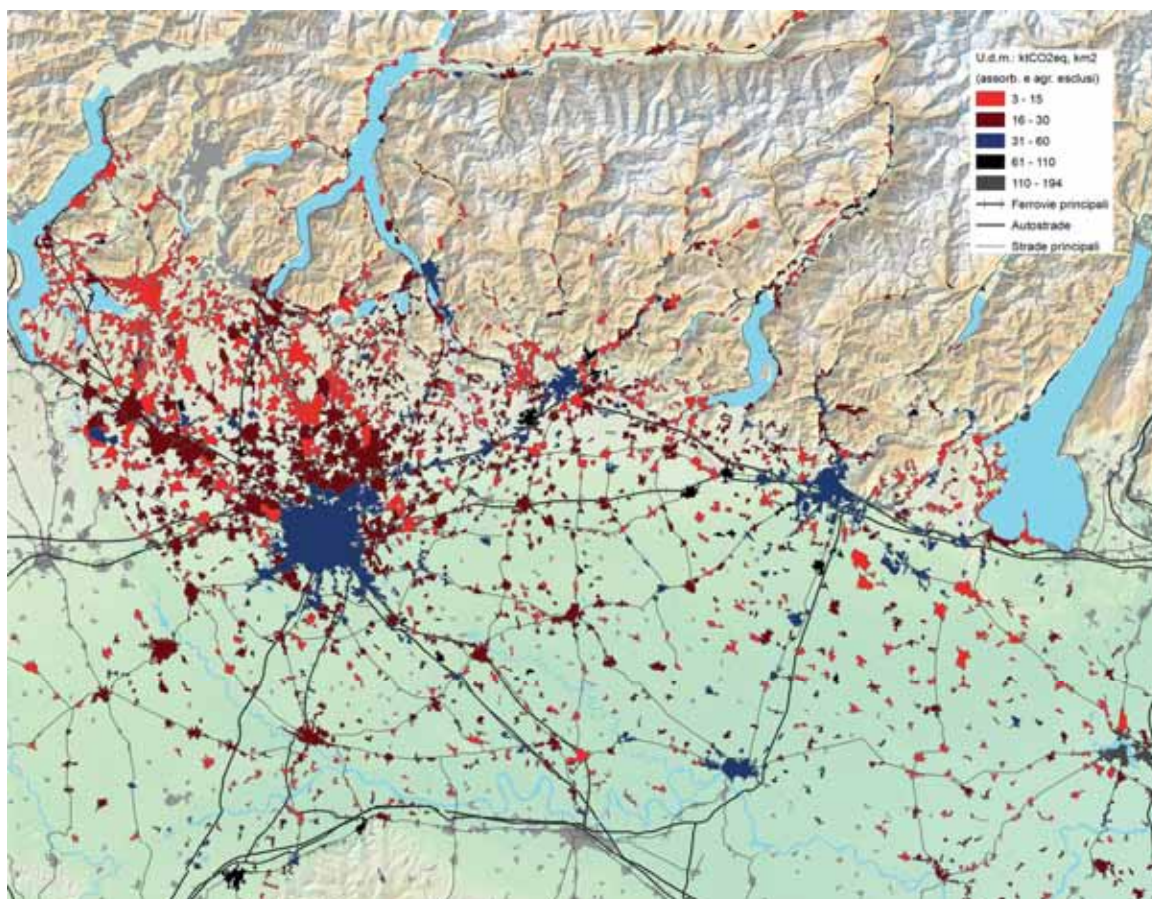 U.d.m.: ktCO2eq, km2
(assorb. e agr. esclusi)
3 - 15
16 - 30
31 - 60
61 - 110
110 - 194
Ferrovie principali
Autostrade
Strade principali